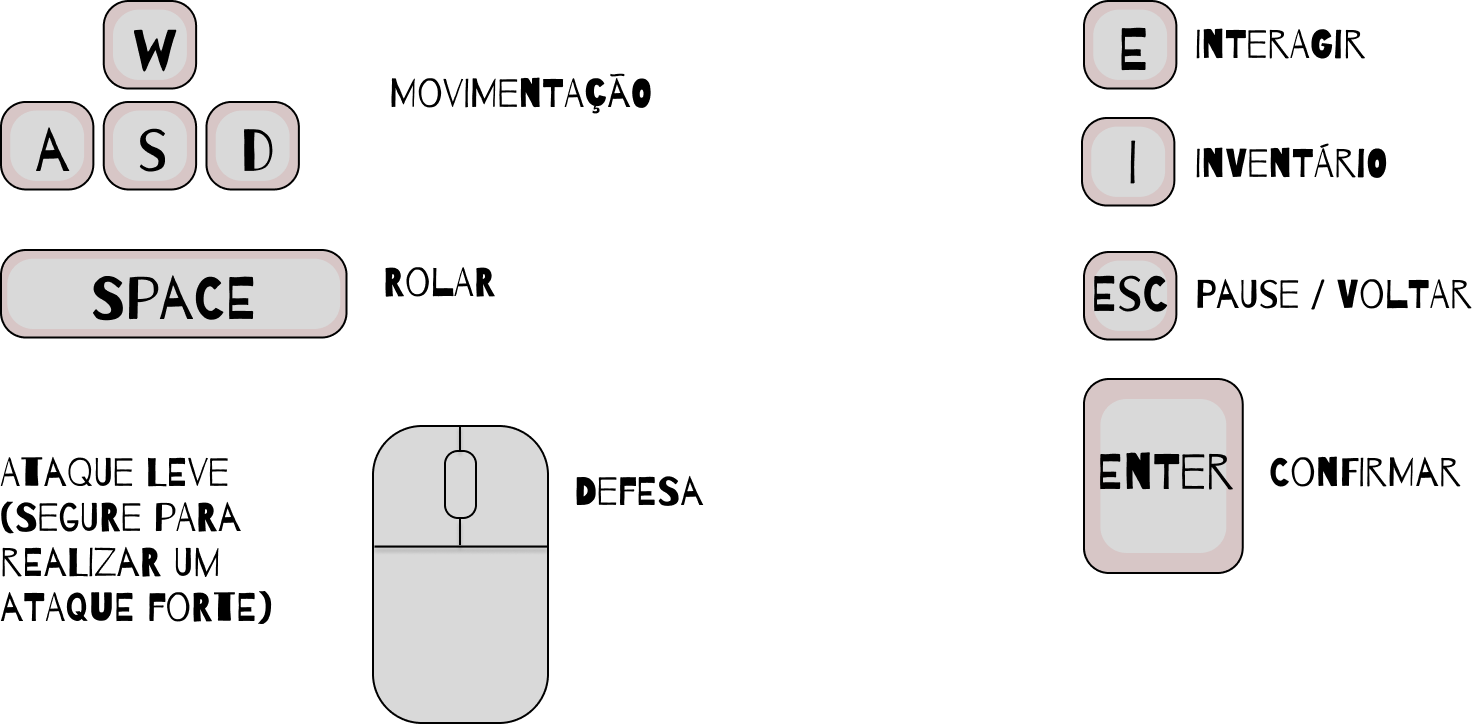 W
A S D
MOVIMENTAÇÃO
SPACE
ROLAR
ATAQUE LEVE
(SEGURE PARA
REALIZAR UM
ATAQUE FORTE)
DEFESA
E
INTERAGIR
I
INVENTÁRIO
ESC
PAUSE / VOLTAR
ENTER
CONFIRMAR